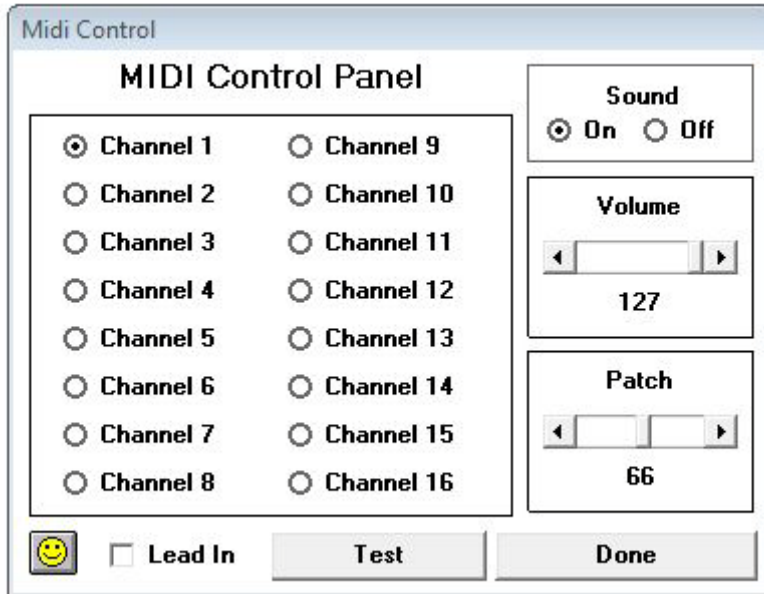 Midi Control
MIDI Control Panel
Channel 1
Channel 2
Channel 3
Channel 4
Channel 5
Channel 6
Channel 7
Channel 8
Channel 9
Channel 10
Channel 11
Channel 12
Channel 13
Channel 14
Channel 15
Channel 16
Sound
On Off
Volume
127
Patch
66
Lead In
Test
Done